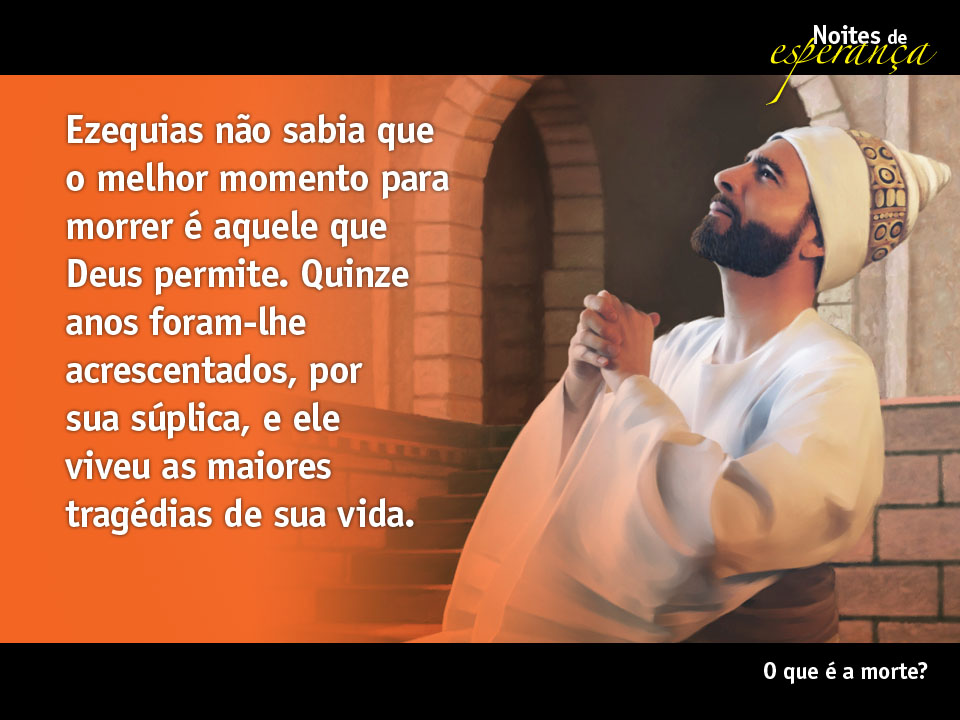 Noites de
esperança
Ezequias não sabia que
o melhor momento para
morrer é aquele que
Deus permite. Quinze
anos foram-lhe
acrescentados, por
sua súplica, e ele
viveu as maiores
tragédias de sua vida.
O que é a morte?